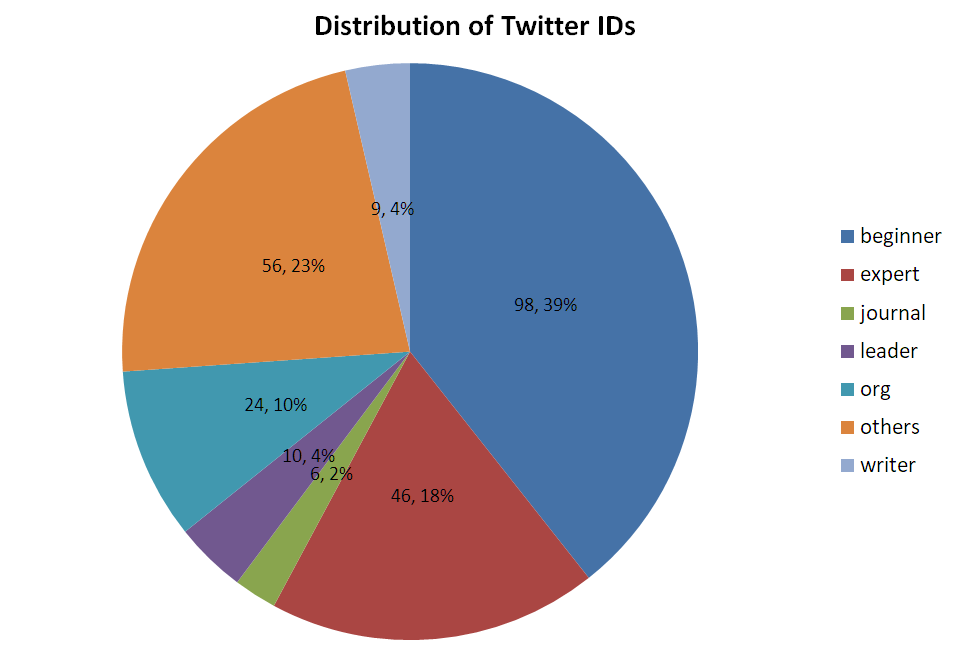 Distribution of Twitter IDs
9, 4%
56, 23%
98, 39%
24, 10%
10, 4%
6, 2%
46, 18%
beginner
expert
journal
leader
org
others
writer